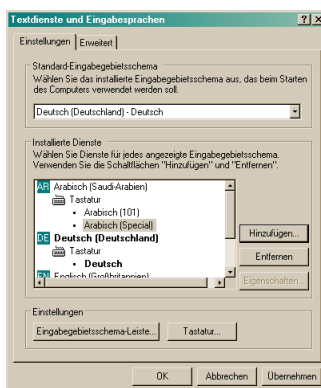 Textdienste und Eingabesprachen
Einstellungen
Erweitert
Standard-Eingabegebietsschema
Wählen Sie das installierte Eingabegebietsschema aus, das beim Starten
des Computers verwendet werden soll.
Deutsch (Deutschland) - Deutsch
Installierte Dienste
Wählen Sie Dienste für jedes angezeigte Eingabegebietsschema.
Verwenden Sie die Schaltflächen "Hinzufügen" und "Entfernen".
AR Arabisch (Saudi-Arabien)
Tastatur
• Arabisch (101)
• Arabisch (Special)
DE Deutsch (Deutschland)
Tastatur
• Deutsch
EN Englisch (Großbritannien)
Hinzufügen...
Entfernen
Eigenschaften...
Einstellungen
Eingabegebietsschema-Leiste...
Tastatur...
OK
Abbrechen
Übernehmen